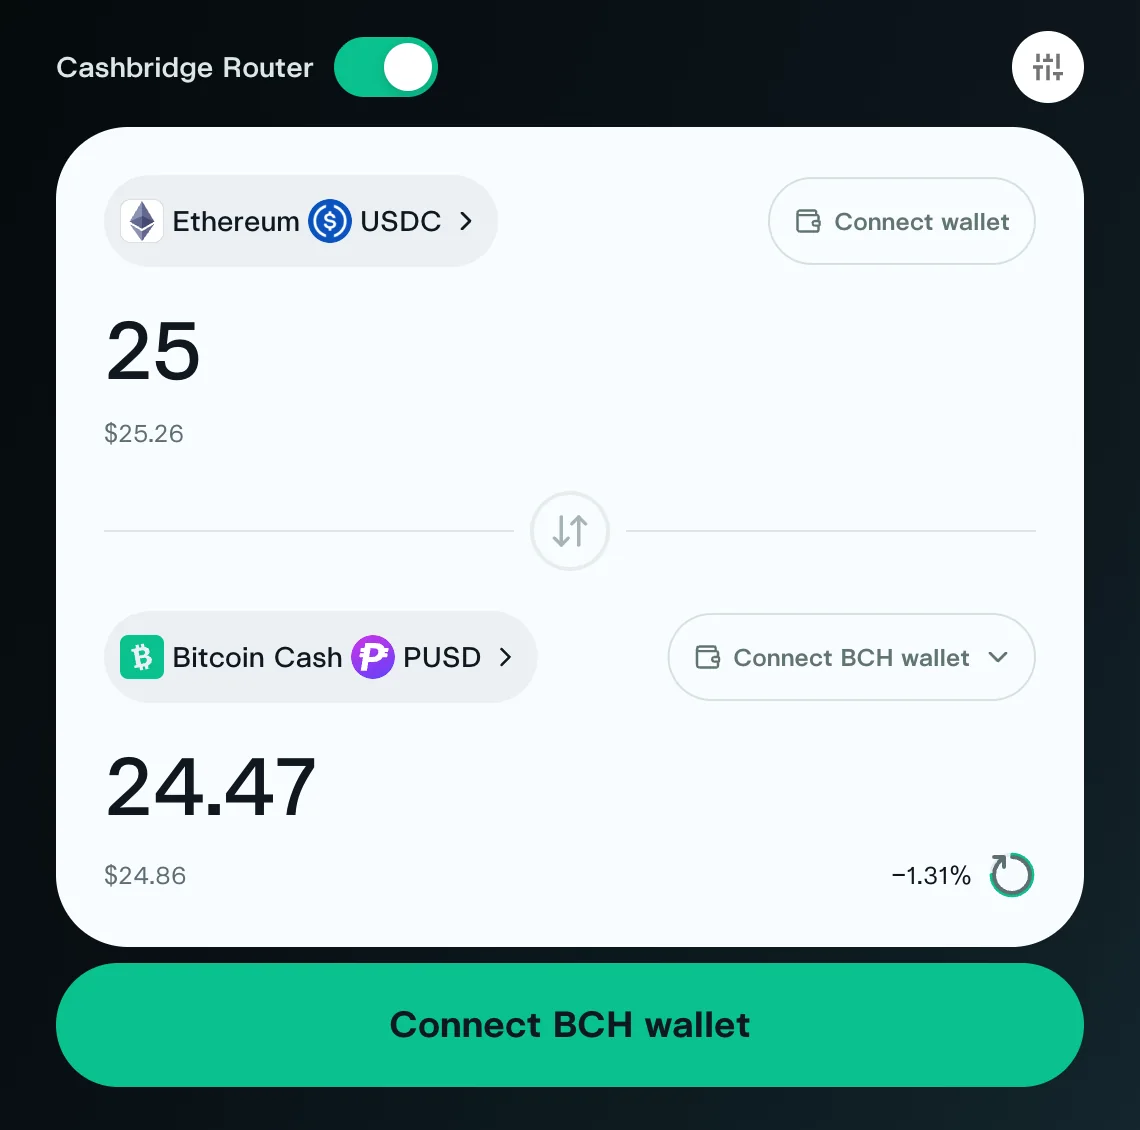 Cashbridge Router
Ethereum USDC
Connect wallet
25
$25.26
Bitcoin Cash PUSD
Connect BCH wallet
24.47
$24.86
−1.31%
Connect BCH wallet